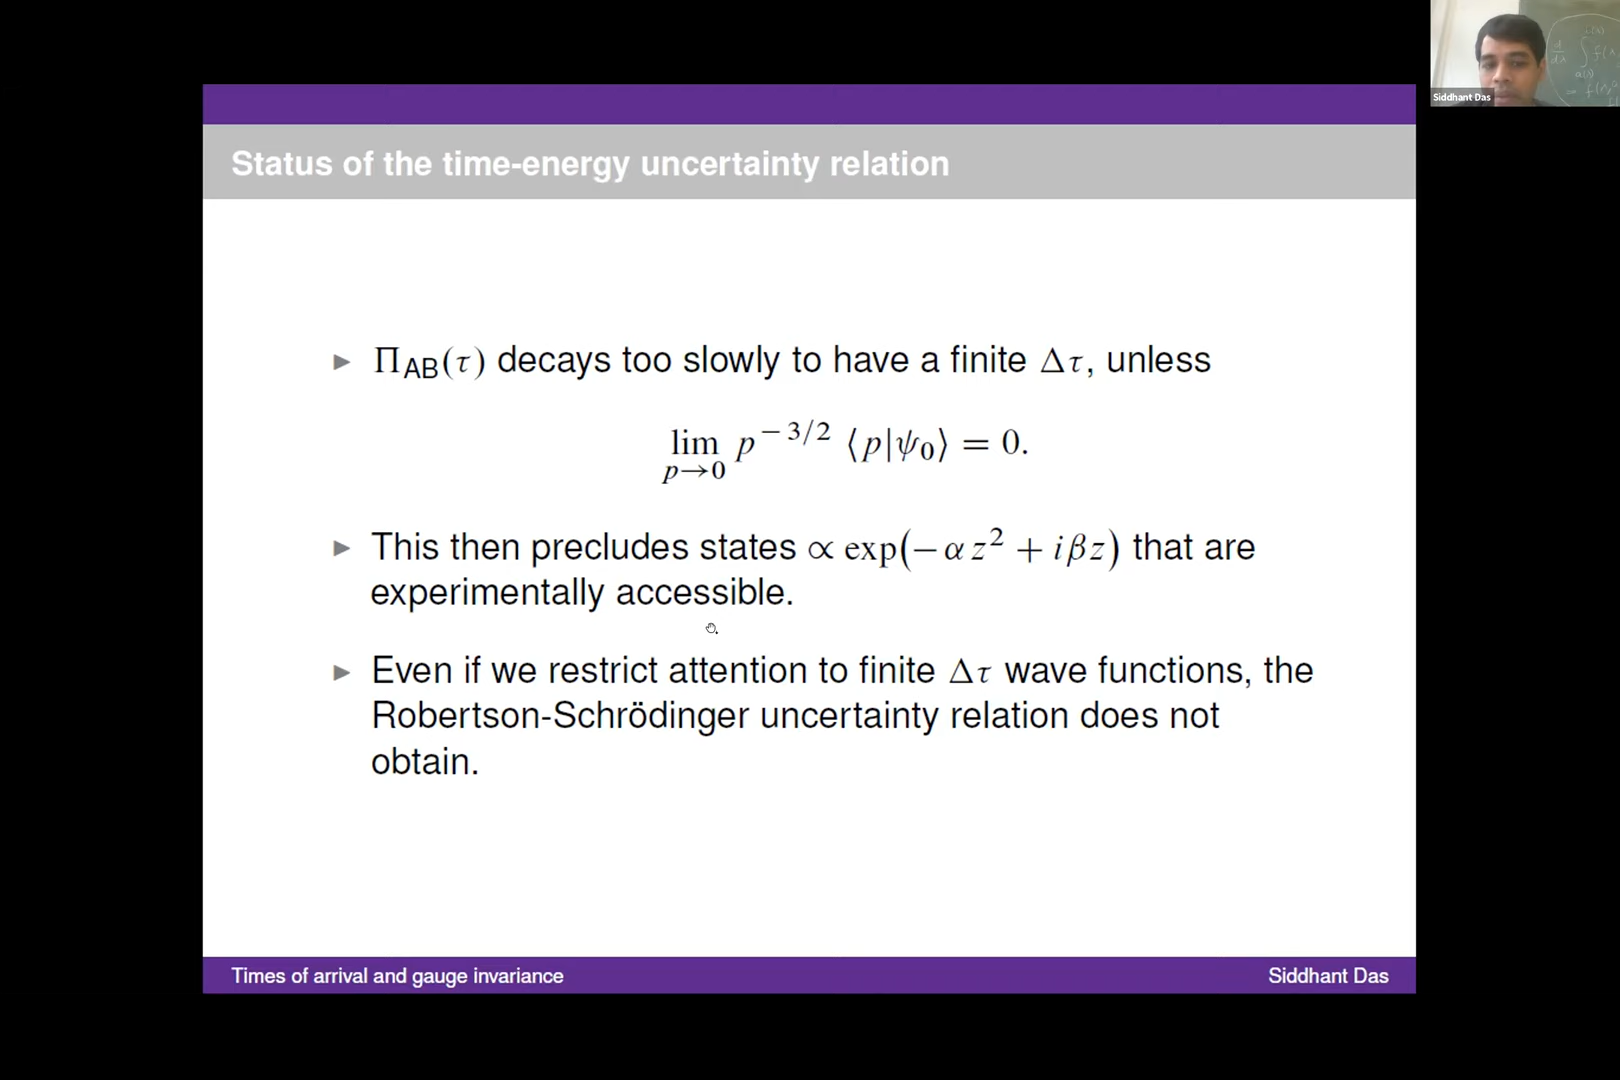 Siddhant Das
Status of the time-energy uncertainty relation
▶ Π_AB(τ) decays too slowly to have a finite Δτ, unless
lim_{p→0} p^{−3/2} ⟨p|ψ₀⟩ = 0.
▶ This then precludes states ∝ exp(−αz² + iβz) that are
experimentally accessible.
▶ Even if we restrict attention to finite Δτ wave functions, the
Robertson-Schrödinger uncertainty relation does not
obtain.
Times of arrival and gauge invariance
Siddhant Das